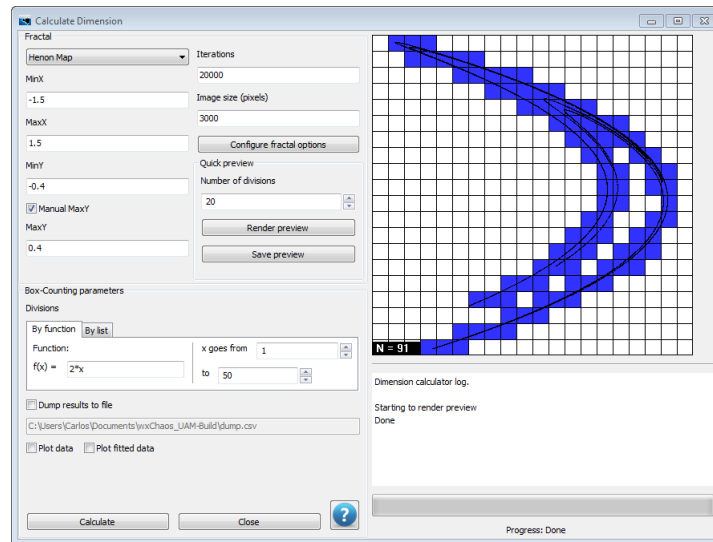 Calculate Dimension
Fractal
Henon Map
MinX
-1.5
MaxX
1.5
MinY
-0.4
Manual MaxY
MaxY
0.4
Iterations
20000
Image size (pixels)
3000
Configure fractal options
Quick preview
Number of divisions
20
Render preview
Save preview
Box-Counting parameters
Divisions
By function By list
Function:
f(x) = 2*x
x goes from 1
to 50
Dump results to file
C:\Users\Carlos\Documents\wxChaos_UAM-Build\dump.csv
Plot data Plot fitted data
Calculate Close ?
N = 91
Dimension calculator log.
Starting to render preview
Done
Progress: Done